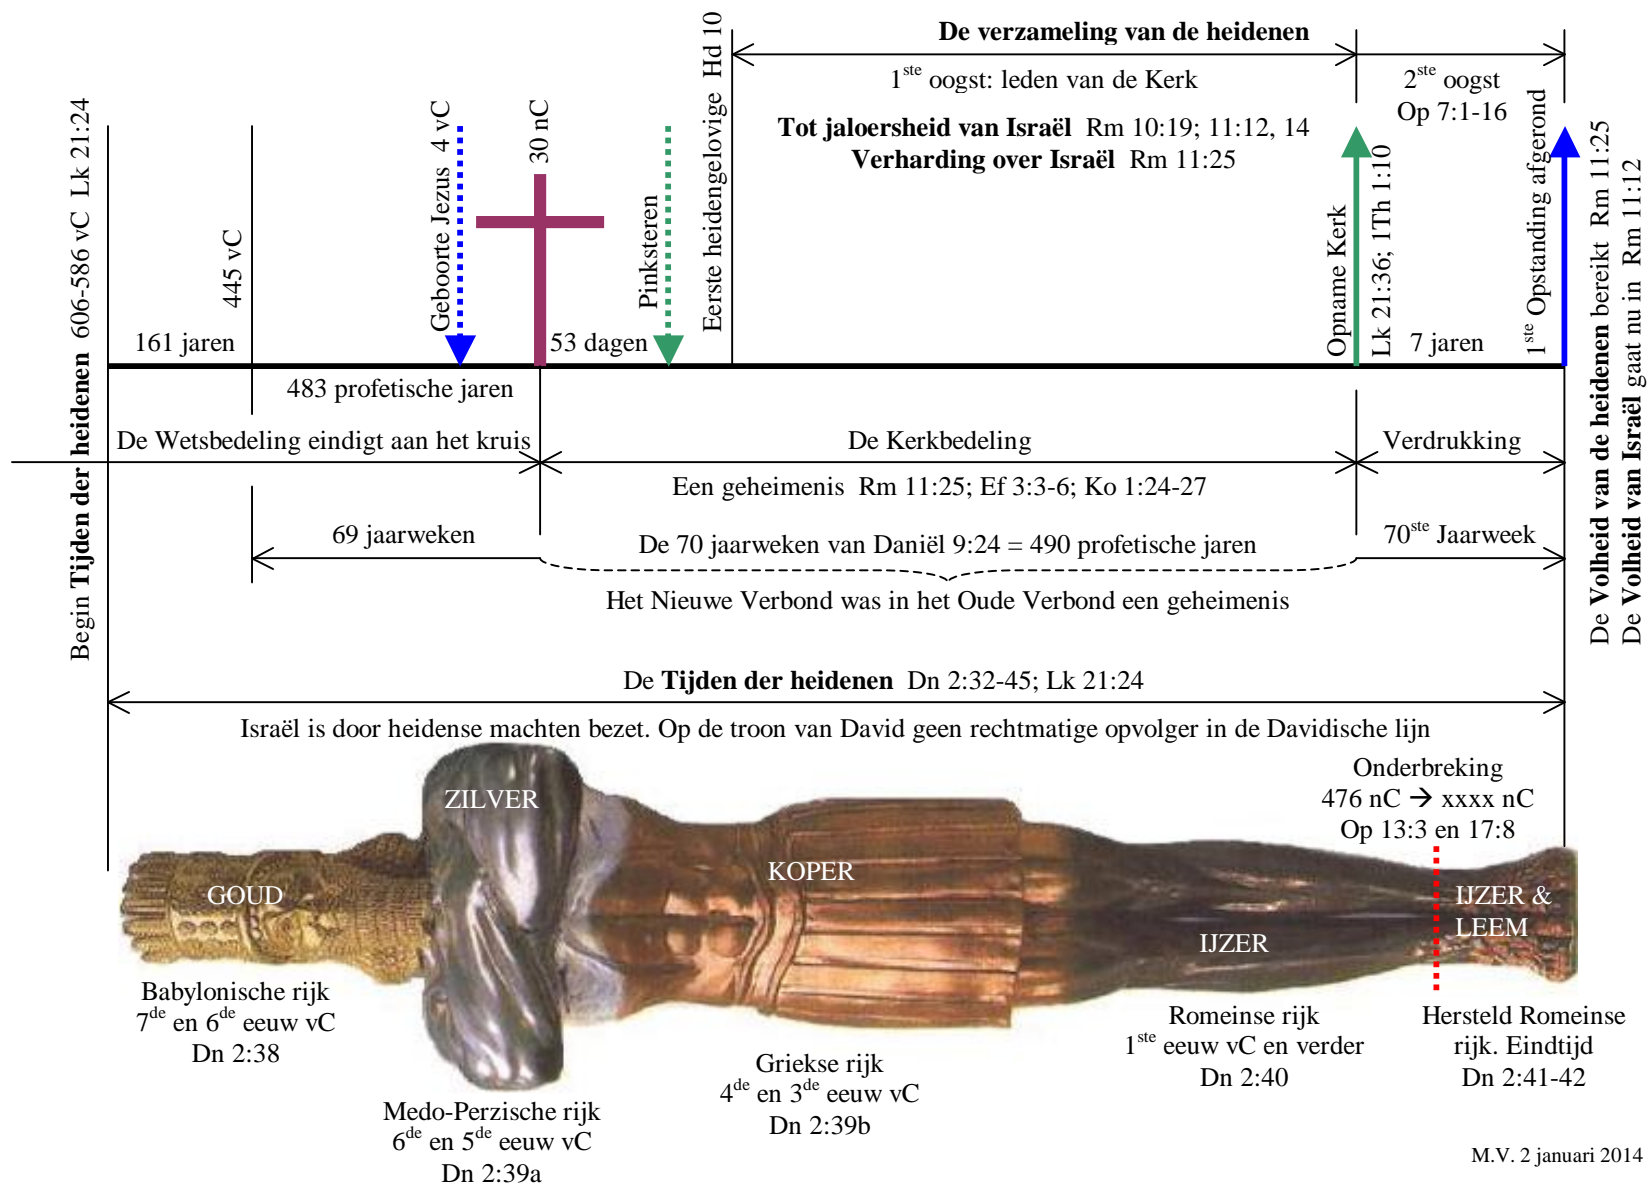 De verzameling van de heidenen
1ste oogst: leden van de Kerk
2ste oogst
Op 7:1-16
Tot jaloersheid van Israël Rm 10:19; 11:12, 14
Verharding over Israël Rm 11:25
Begin Tijden der heidenen 606-586 vC Lk 21:24
445 vC
Geboorte Jezus 4 vC
30 nC
Pinksteren
Eerste heidengelovige Hd 10
Opname Kerk
Lk 21:36; 1Th 1:10
1ste Opstanding afgerond
De Volheid van de heidenen bereikt Rm 11:25
De Volheid van Israël gaat nu in Rm 11:12
161 jaren
53 dagen
7 jaren
483 profetische jaren
De Wetsbedeling eindigt aan het kruis
De Kerkbedeling
Verdrukking
Een geheimenis Rm 11:25; Ef 3:3-6; Ko 1:24-27
69 jaarweken
De 70 jaarweken van Daniël 9:24 = 490 profetische jaren
70ste Jaarweek
Het Nieuwe Verbond was in het Oude Verbond een geheimenis
De Tijden der heidenen Dn 2:32-45; Lk 21:24
Israël is door heidense machten bezet. Op de troon van David geen rechtmatige opvolger in de Davidische lijn
Onderbreking
476 nC → xxxx nC
Op 13:3 en 17:8
GOUD
ZILVER
KOPER
IJZER
IJZER &
LEEM
Babylonische rijk
7de en 6de eeuw vC
Dn 2:38
Medo-Perzische rijk
6de en 5de eeuw vC
Dn 2:39a
Griekse rijk
4de en 3de eeuw vC
Dn 2:39b
Romeinse rijk
1ste eeuw vC en verder
Dn 2:40
Hersteld Romeinse
rijk. Eindtijd
Dn 2:41-42
M.V. 2 januari 2014